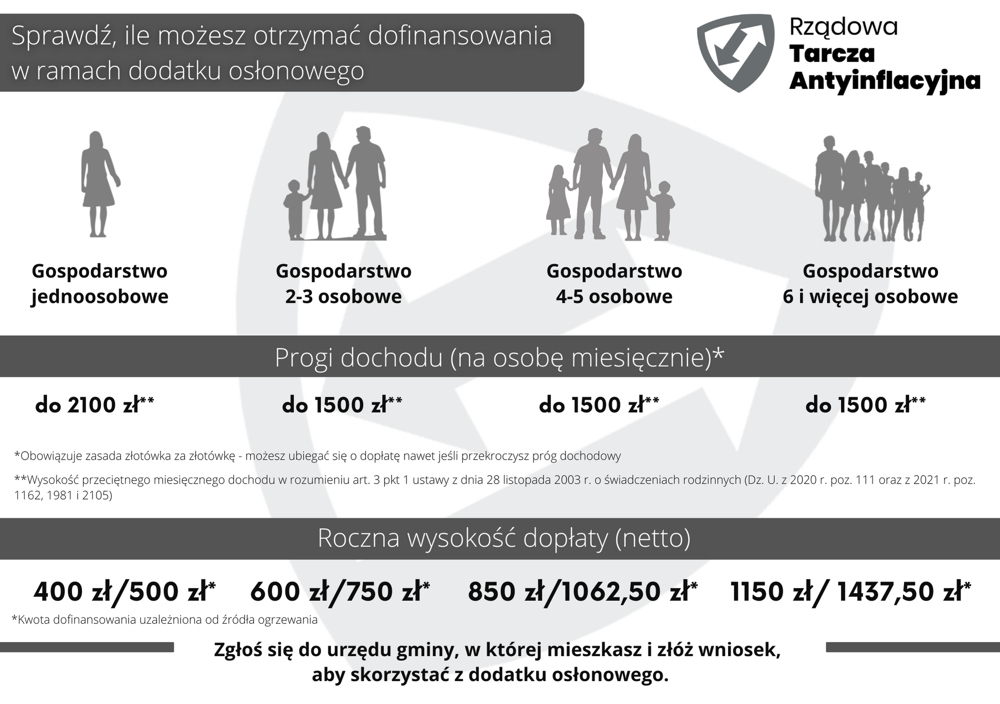 Sprawdź, ile możesz otrzymać dofinansowania
w ramach dodatku osłonowego
Rządowa
Tarcza
Antyinflacyjna
Gospodarstwo
jednoosobowe
Gospodarstwo
2-3 osobowe
Gospodarstwo
4-5 osobowe
Gospodarstwo
6 i więcej osobowe
Progi dochodu (na osobę miesięcznie)*
do 2100 zł**
do 1500 zł**
do 1500 zł**
do 1500 zł**
*Obowiązuje zasada złotówka za złotówkę - możesz ubiegać się o dopłatę nawet jeśli przekroczysz próg dochodowy
**Wysokość przeciętnego miesięcznego dochodu w rozumieniu art. 3 pkt 1 ustawy z dnia 28 listopada 2003 r. o świadczeniach rodzinnych (Dz. U. z 2020 r. poz. 111 oraz z 2021 r. poz.
1162, 1981 i 2105)
Roczna wysokość dopłaty (netto)
400 zł/500 zł*
600 zł/750 zł*
850 zł/1062,50 zł*
1150 zł/ 1437,50 zł*
*Kwota dofinansowania uzależniona od źródła ogrzewania
Zgłoś się do urzędu gminy, w której mieszkasz i złóż wniosek,
aby skorzystać z dodatku osłonowego.